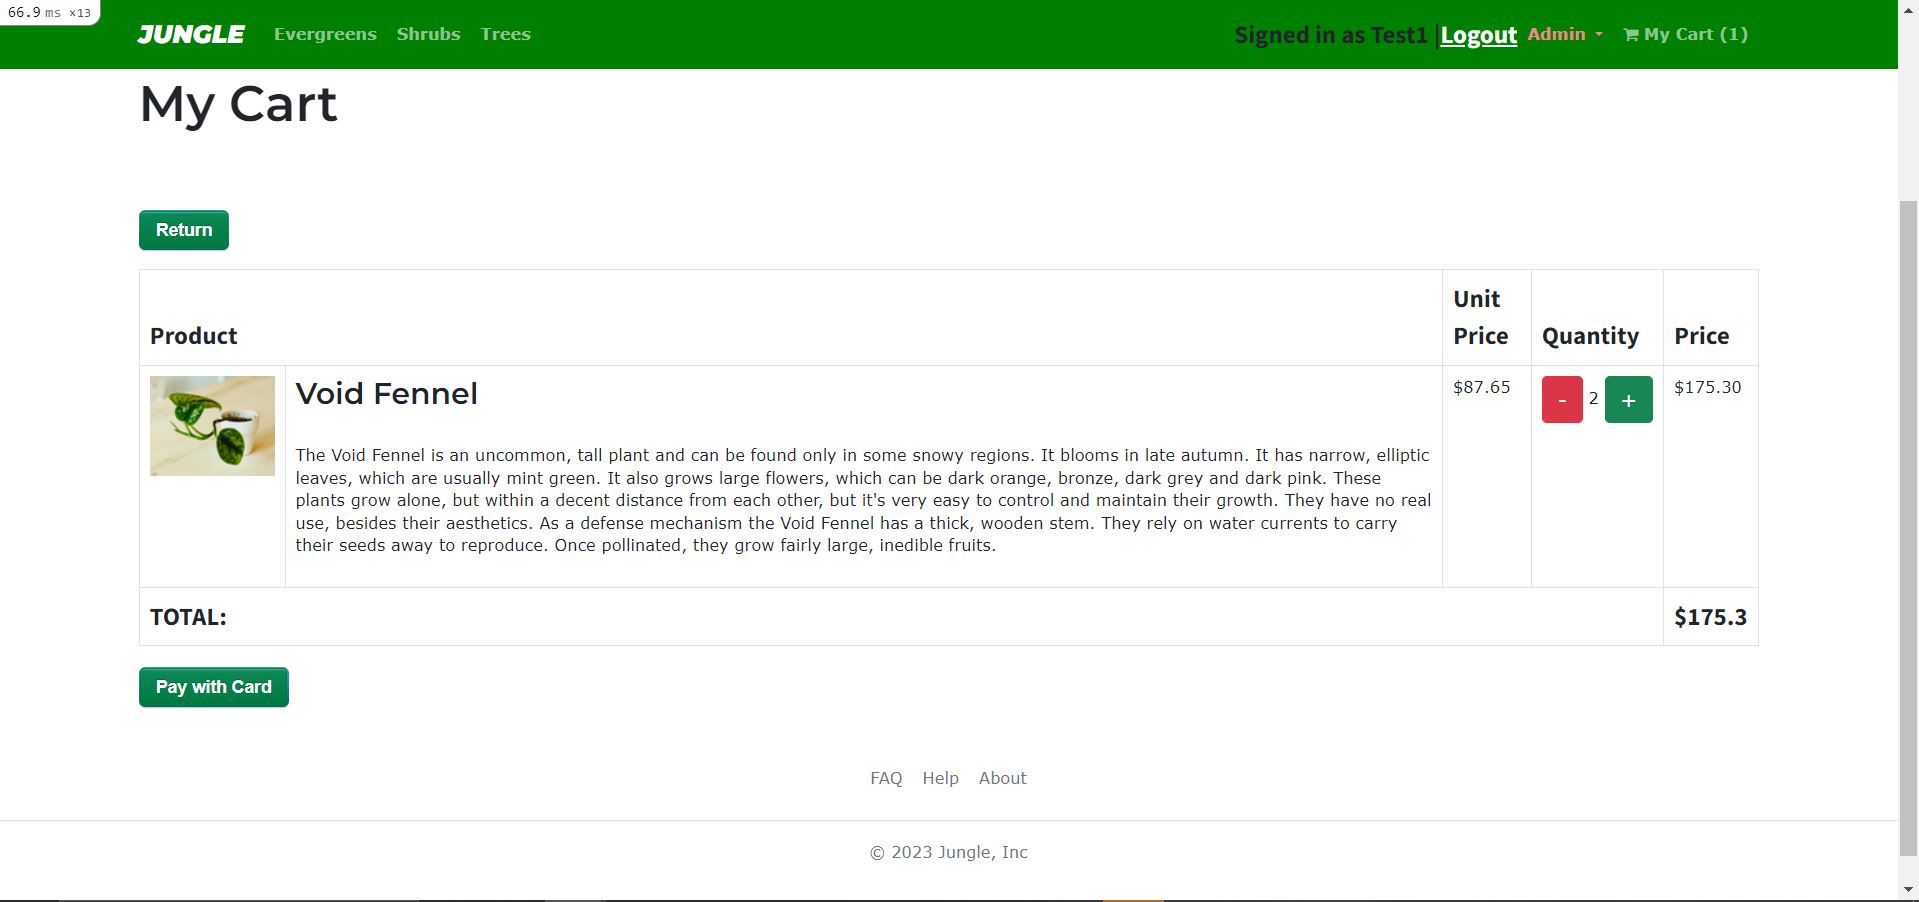 66.9 ms x13
JUNGLE Evergreens Shrubs Trees Signed in as Test1 |Logout Admin My Cart (1)
My Cart
Return
Product Unit Price Quantity Price
Void Fennel $87.65 - 2 + $175.30
The Void Fennel is an uncommon, tall plant and can be found only in some snowy regions. It blooms in late autumn. It has narrow, elliptic
leaves, which are usually mint green. It also grows large flowers, which can be dark orange, bronze, dark grey and dark pink. These
plants grow alone, but within a decent distance from each other, but it's very easy to control and maintain their growth. They have no real
use, besides their aesthetics. As a defense mechanism the Void Fennel has a thick, wooden stem. They rely on water currents to carry
their seeds away to reproduce. Once pollinated, they grow fairly large, inedible fruits.
TOTAL: $175.3
Pay with Card
FAQ Help About
© 2023 Jungle, Inc